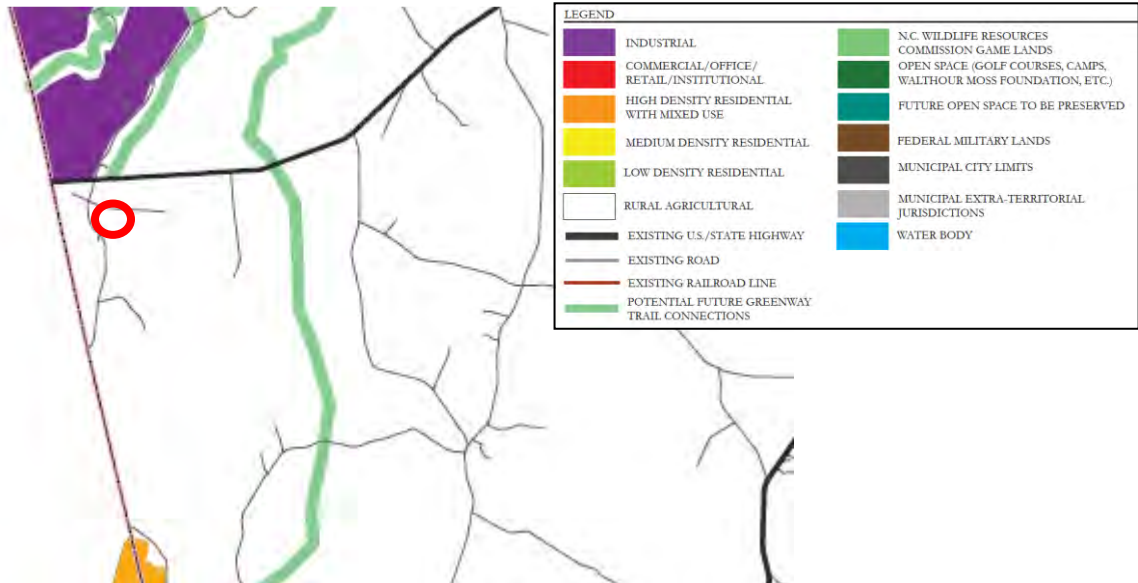 LEGEND
INDUSTRIAL
COMMERCIAL/OFFICE/
RETAIL/INSTITUTIONAL
HIGH DENSITY RESIDENTIAL
WITH MIXED USE
MEDIUM DENSITY RESIDENTIAL
LOW DENSITY RESIDENTIAL
RURAL AGRICULTURAL
EXISTING U.S./STATE HIGHWAY
EXISTING ROAD
EXISTING RAILROAD LINE
POTENTIAL FUTURE GREENWAY
TRAIL CONNECTIONS
N.C. WILDLIFE RESOURCES
COMMISSION GAME LANDS
OPEN SPACE (GOLF COURSES, CAMPS,
WALTHOUR MOSS FOUNDATION, ETC.)
FUTURE OPEN SPACE TO BE PRESERVED
FEDERAL MILITARY LANDS
MUNICIPAL CITY LIMITS
MUNICIPAL EXTRA-TERRITORIAL
JURISDICTIONS
WATER BODY